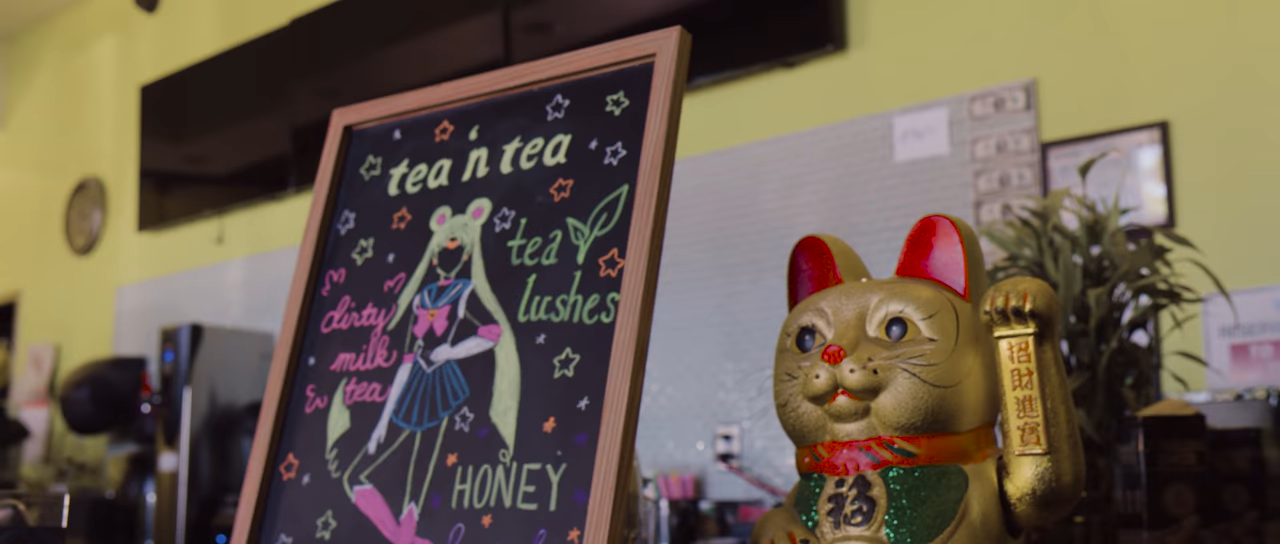 tea 'n tea
tea
lushes
dirty
milk
tea
HONEY
招財進寶
福